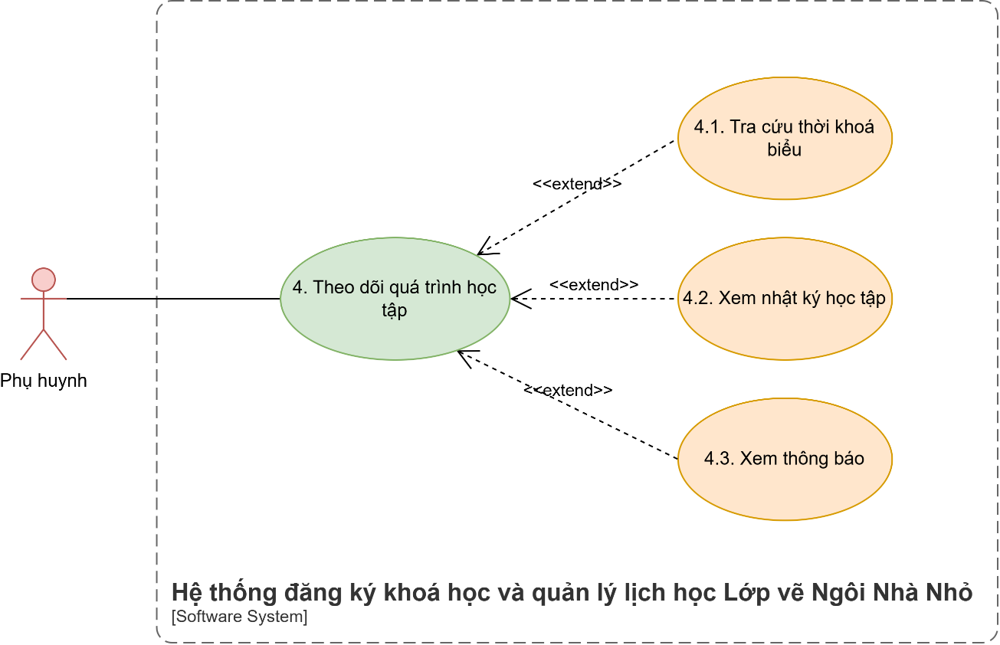 4.1. Tra cứu thời khoá
biểu
<<extend>>
4. Theo dõi quá trình học
tập
<<extend>>
4.2. Xem nhật ký học tập
Phụ huynh
<<extend>>
4.3. Xem thông báo
Hệ thống đăng ký khoá học và quản lý lịch học Lớp vẽ Ngôi Nhà Nhỏ
[Software System]